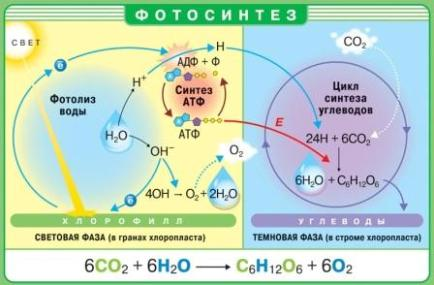 ФОТОСИНТЕЗ
СВЕТ
ē
Фотолиз
воды
H⁺
H₂O
OH⁻
4OH → O₂ + 2H₂O
ē
H
АДФ + Ф
Синтез
АТФ
АТФ
O₂
E
CO₂
Цикл
синтеза
углеводов
24H + 6CO₂
6H₂O + C₆H₁₂O₆
ХЛОРОФИЛЛ
УГЛЕВОДЫ
СВЕТОВАЯ ФАЗА (в гранах хлоропласта)
ТЕМНОВАЯ ФАЗА (в строме хлоропласта)
6CO₂ + 6H₂O → C₆H₁₂O₆ + 6O₂